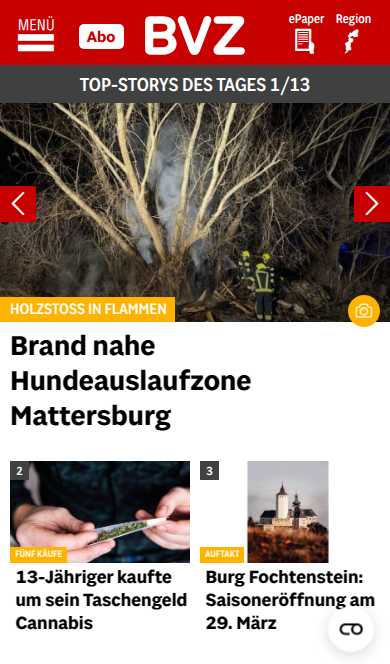 MENÜ
Abo
BVZ
ePaper
Region
TOP-STORYS DES TAGES 1/13
HOLZSTOSS IN FLAMMEN
Brand nahe
Hundeauslaufzone
Mattersburg
2
FÜNF KÄUFE
13-Jähriger kaufte
um sein Taschengeld
Cannabis
3
AUFTAKT
Burg Fochtenstein:
Saisoneröffnung am
29. März